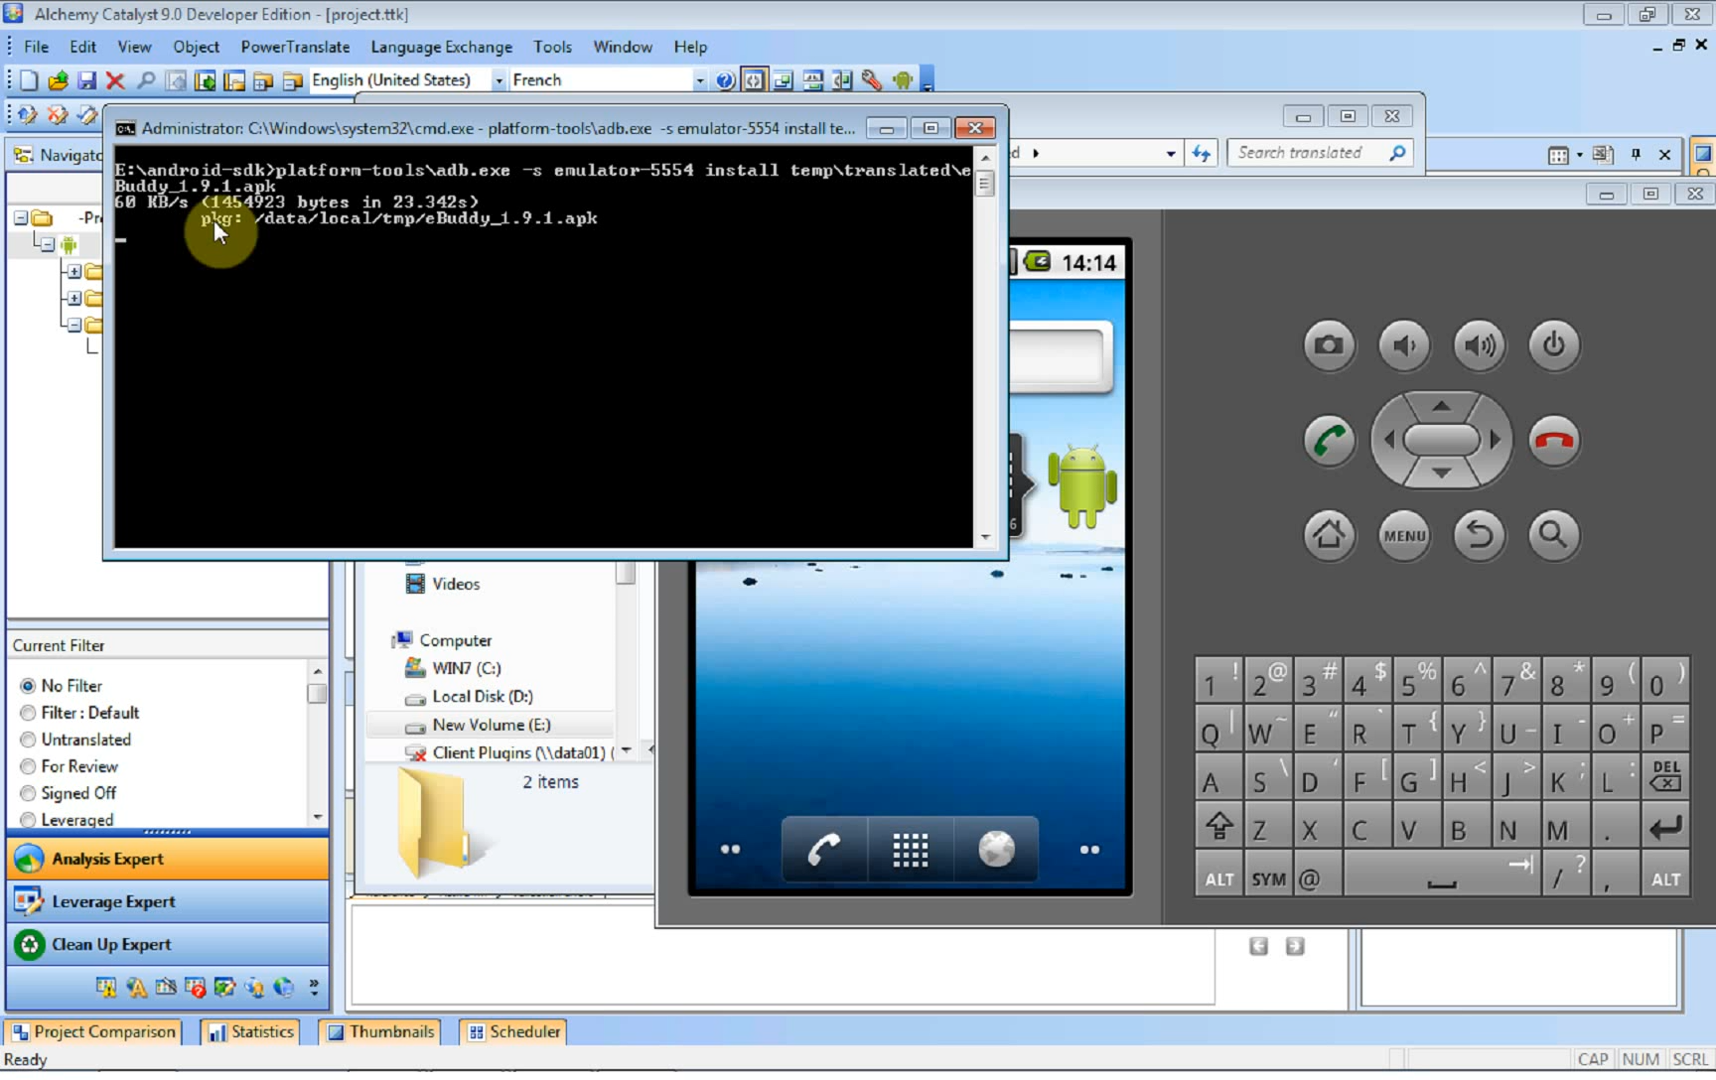 Alchemy Catalyst 9.0 Developer Edition - [project.ttk]
File Edit View Object PowerTranslate Language Exchange Tools Window Help
English (United States) French
Administrator: C:\Windows\system32\cmd.exe - platform-tools\adb.exe -s emulator-5554 install te...
E:\android-sdk>platform-tools\adb.exe -s emulator-5554 install temp\translated\e
Buddy_1.9.1.apk
60 KB/s (1454923 bytes in 23.342s)
pkg: /data/local/tmp/eBuddy_1.9.1.apk
Search translated
Navigato
-Pr
14:14
MENU
Videos
Computer
WIN7 (C:)
Local Disk (D:)
New Volume (E:)
Client Plugins (\\data01) (
2 items
Current Filter
No Filter
Filter : Default
Untranslated
For Review
Signed Off
Leveraged
Analysis Expert
Leverage Expert
Clean Up Expert
1 ! 2 @ 3 # 4 $ 5 % 6 ^ 7 & 8 * 9 ( 0 )
Q | W ~ E " R ` T { Y } U - I - O + P =
A S \ D ' F [ G ] H < J > K ; L : DEL
Z X C V B N M .
ALT SYM @ / ? , ALT
Project Comparison Statistics Thumbnails Scheduler
Ready
CAP NUM SCRL